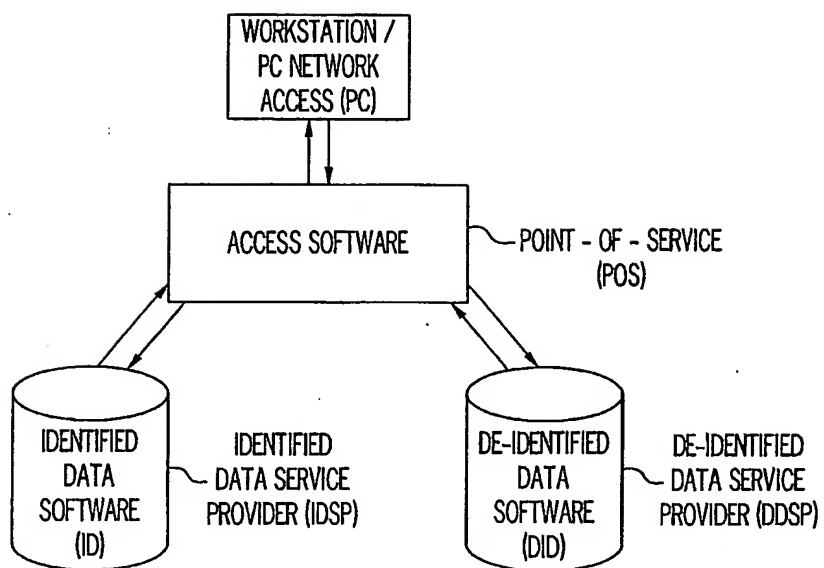 WORKSTATION /
PC NETWORK
ACCESS (PC)
ACCESS SOFTWARE
POINT - OF - SERVICE
(POS)
IDENTIFIED
DATA
SOFTWARE
(ID)
IDENTIFIED
DATA SERVICE
PROVIDER (IDSP)
DE-IDENTIFIED
DATA
SOFTWARE
(DID)
DE-IDENTIFIED
DATA SERVICE
PROVIDER (DDSP)